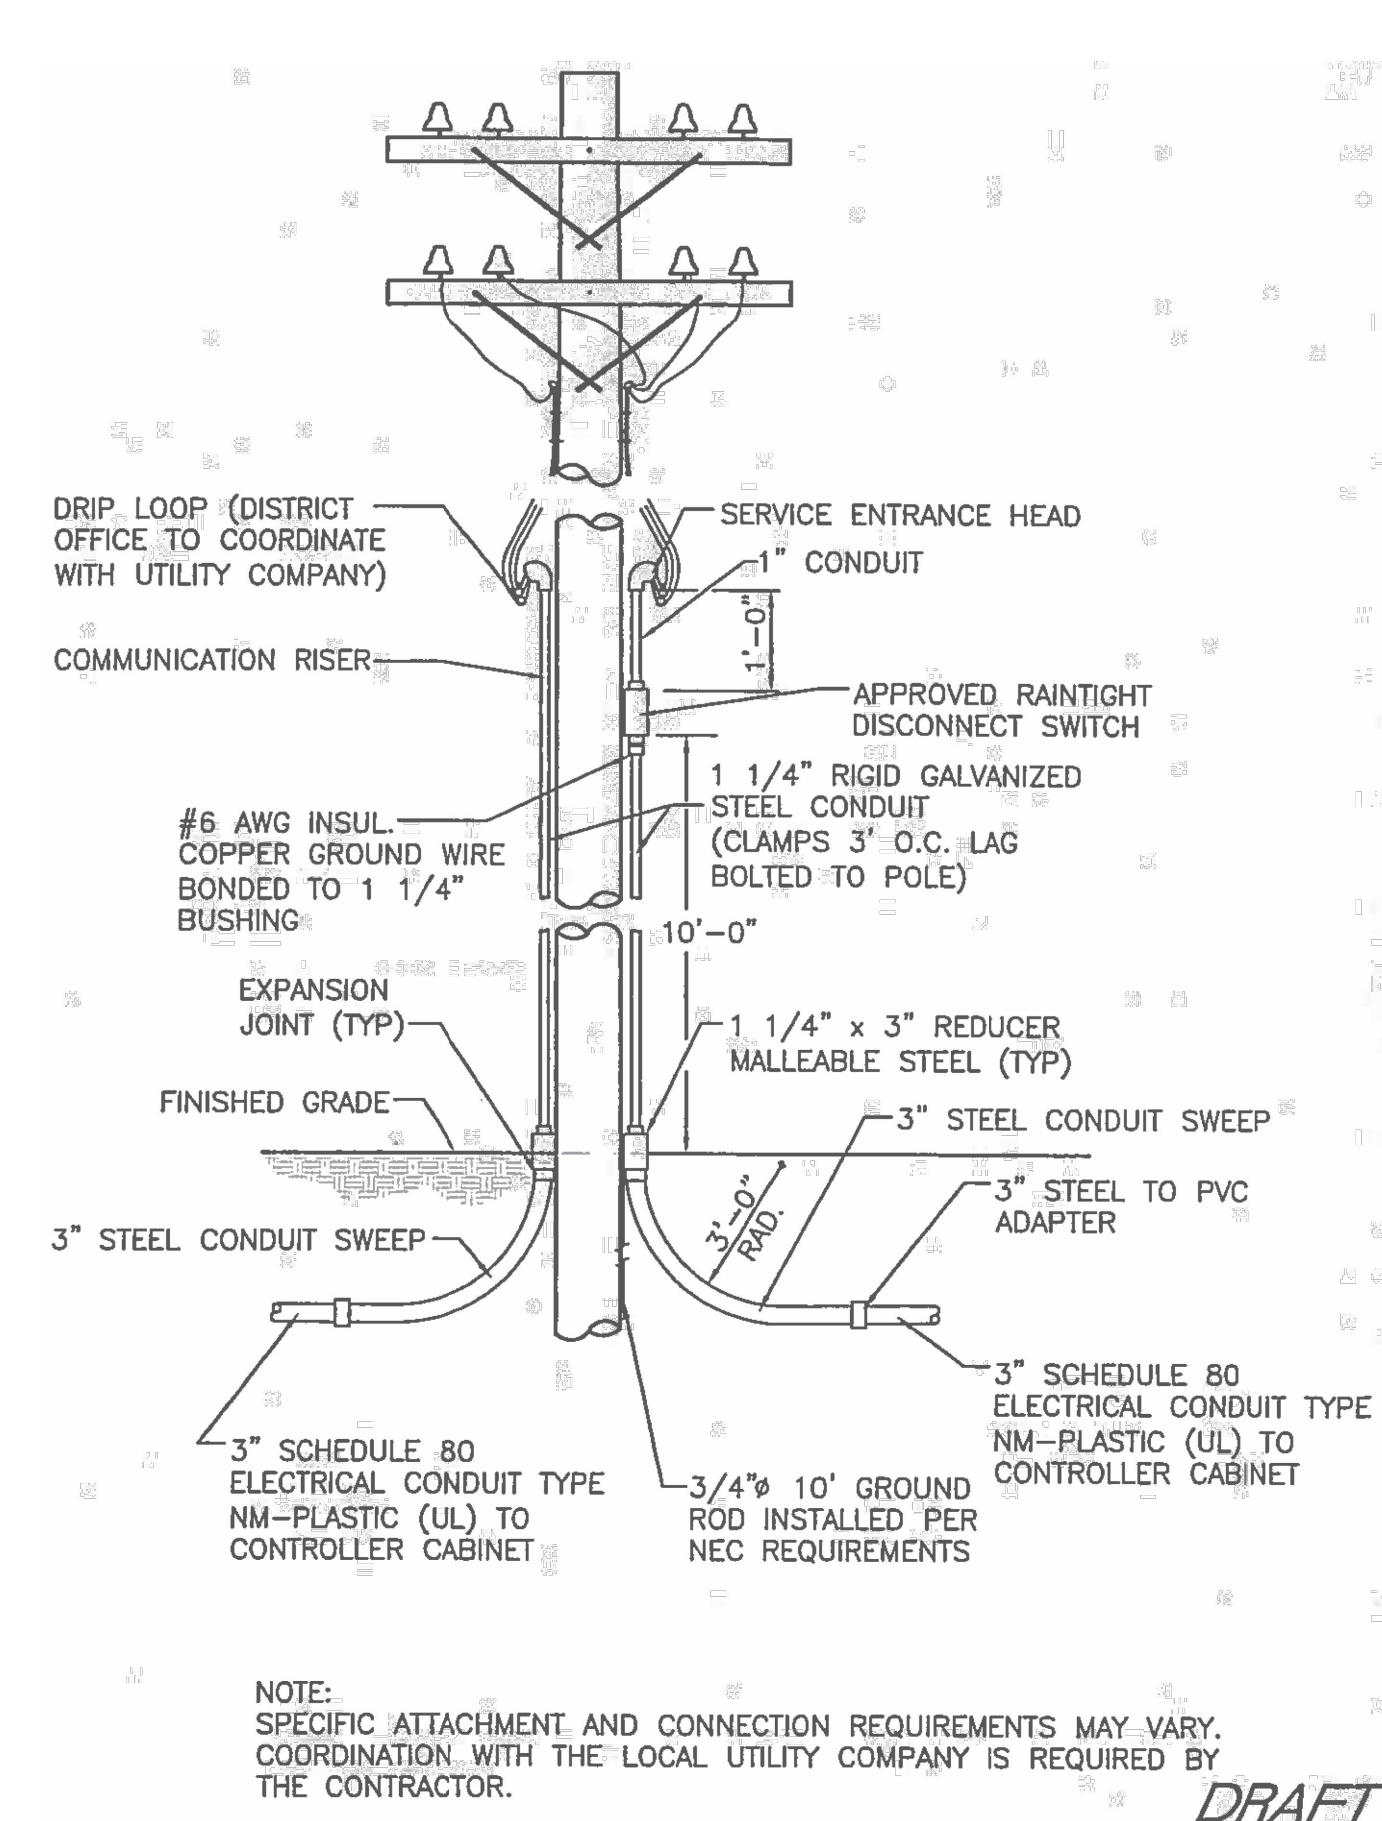 DRIP LOOP (DISTRICT
OFFICE TO COORDINATE
WITH UTILITY COMPANY)
SERVICE ENTRANCE HEAD
1" CONDUIT
1'-0"
COMMUNICATION RISER
APPROVED RAINTIGHT
DISCONNECT SWITCH
1 1/4" RIGID GALVANIZED
STEEL CONDUIT
(CLAMPS 3' O.C. LAG
BOLTED TO POLE)
#6 AWG INSUL.
COPPER GROUND WIRE
BONDED TO 1 1/4"
BUSHING
10'-0"
EXPANSION
JOINT (TYP)
1 1/4" x 3" REDUCER
MALLEABLE STEEL (TYP)
FINISHED GRADE
3" STEEL CONDUIT SWEEP
3'-0"
RAD.
3" STEEL TO PVC
ADAPTER
3" STEEL CONDUIT SWEEP
3" SCHEDULE 80
ELECTRICAL CONDUIT TYPE
NM-PLASTIC (UL) TO
CONTROLLER CABINET
3" SCHEDULE 80
ELECTRICAL CONDUIT TYPE
NM-PLASTIC (UL) TO
CONTROLLER CABINET
3/4"ø 10' GROUND
ROD INSTALLED PER
NEC REQUIREMENTS
NOTE:
SPECIFIC ATTACHMENT AND CONNECTION REQUIREMENTS MAY VARY.
COORDINATION WITH THE LOCAL UTILITY COMPANY IS REQUIRED BY
THE CONTRACTOR.
DRAFT